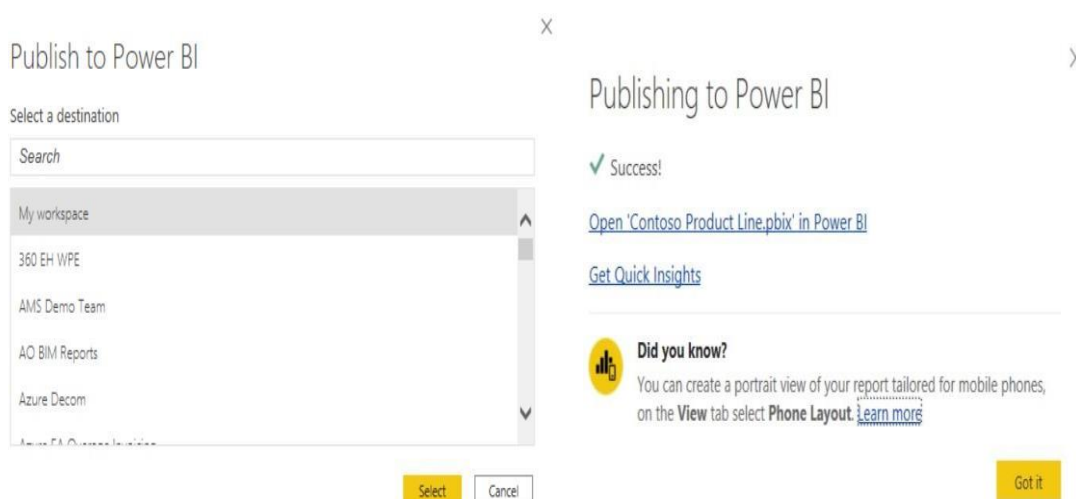 Publish to Power BI
Select a destination
Search
My workspace
360 EH WPE
AMS Demo Team
AO BIM Reports
Azure Decom
Select
Cancel
Publishing to Power BI
Success!
Open 'Contoso Product Line.pbix' in Power BI
Get Quick Insights
Did you know?
You can create a portrait view of your report tailored for mobile phones,
on the View tab select Phone Layout. Learn more
Got it